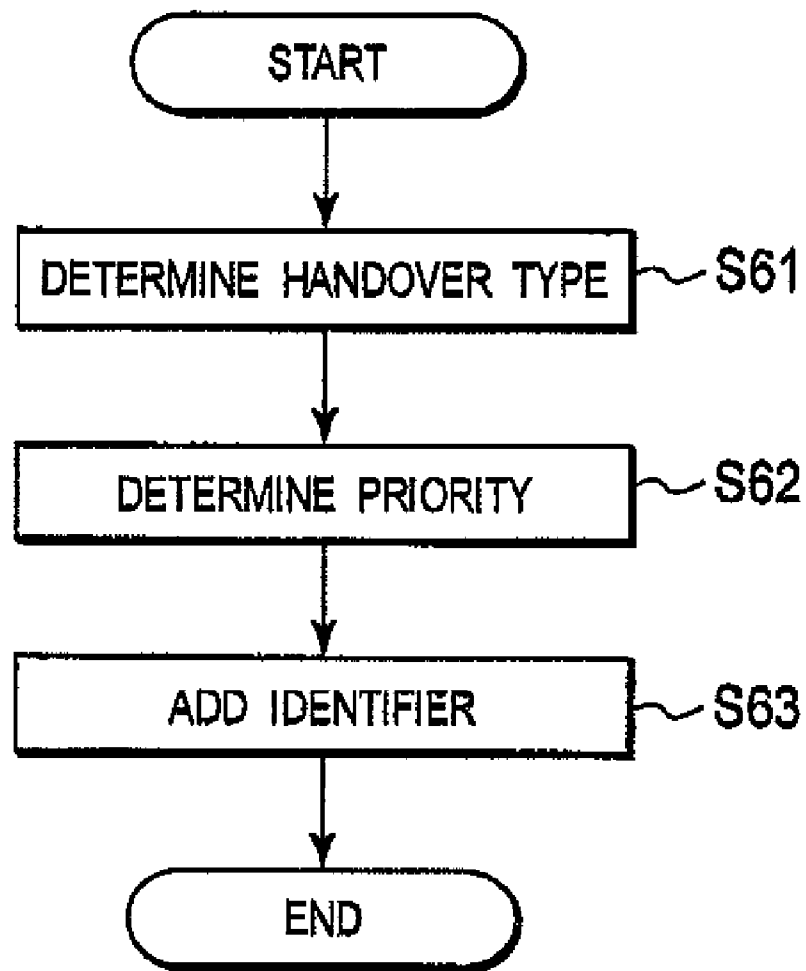 START
DETERMINE HANDOVER TYPE S61
DETERMINE PRIORITY S62
ADD IDENTIFIER S63
END